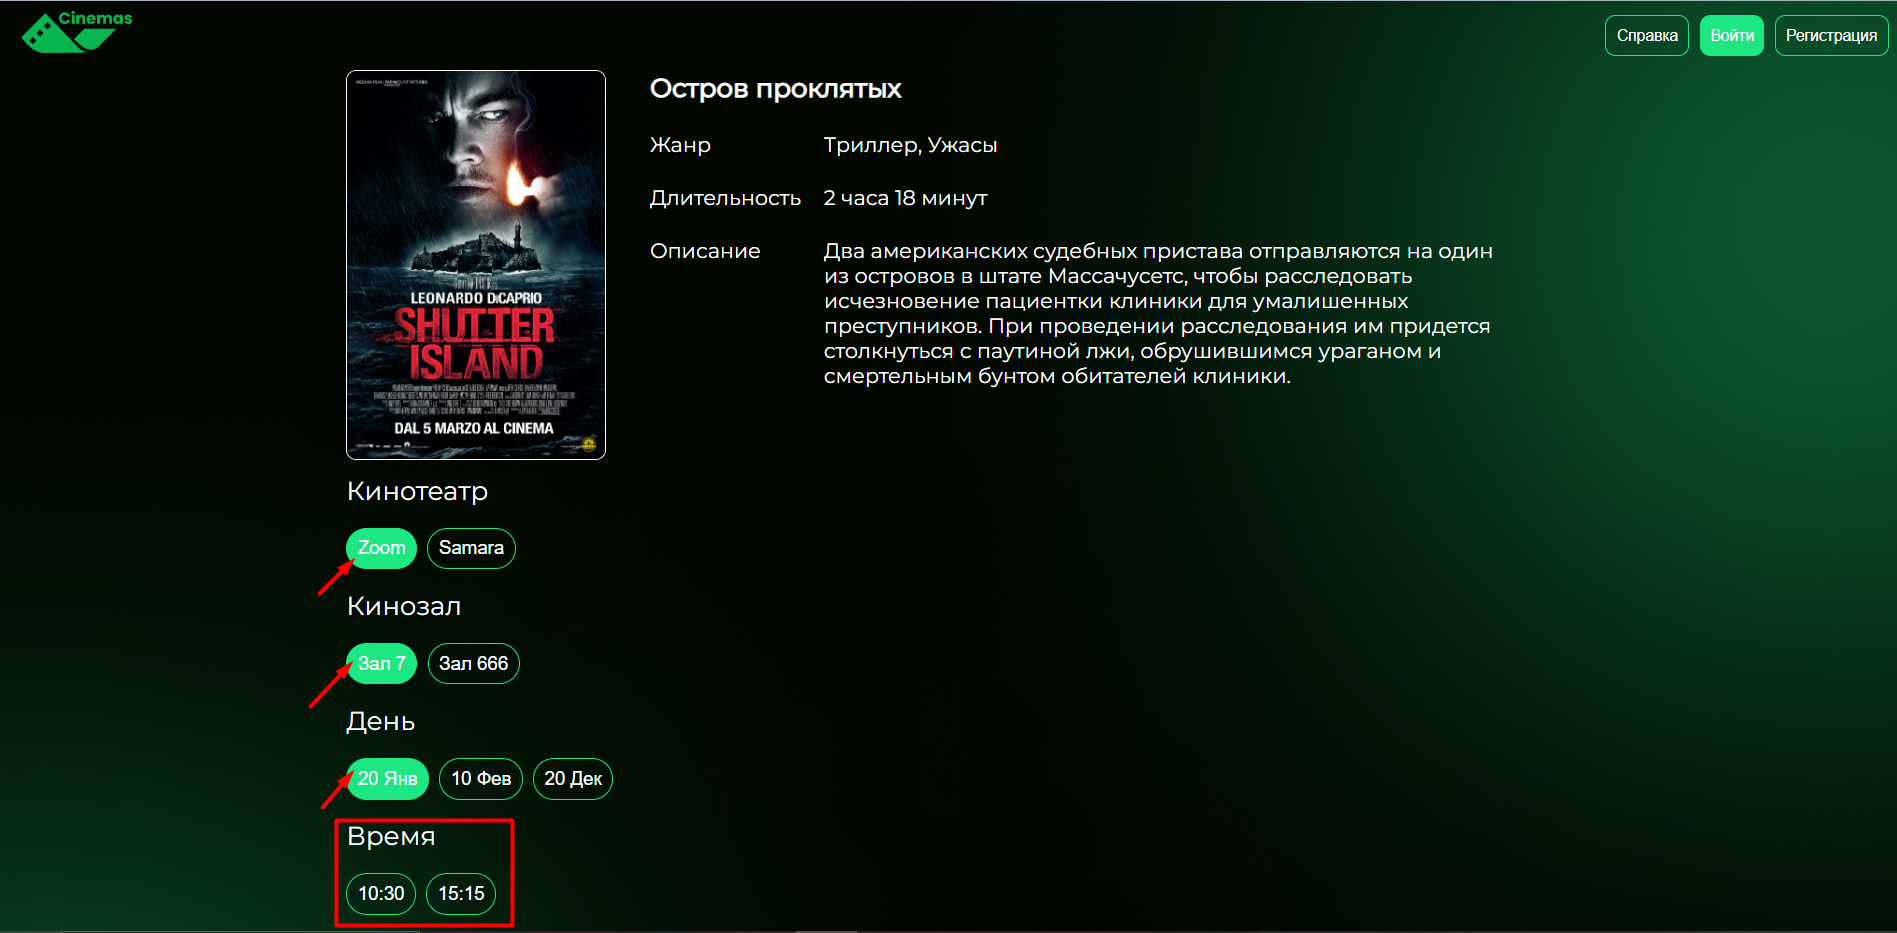 Cinemas
Справка
Войти
Регистрация
LEONARDO DiCAPRIO
SHUTTER
ISLAND
DAL 5 MARZO AL CINEMA
Остров проклятых
Жанр Триллер, Ужасы
Длительность 2 часа 18 минут
Описание Два американских судебных пристава отправляются на один
из островов в штате Массачусетс, чтобы расследовать
исчезновение пациентки клиники для умалишенных
преступников. При проведении расследования им придется
столкнуться с паутиной лжи, обрушившимся ураганом и
смертельным бунтом обитателей клиники.
Кинотеатр
Zoom Samara
Кинозал
Зал 7 Зал 666
День
20 Янв 10 Фев 20 Дек
Время
10:30 15:15